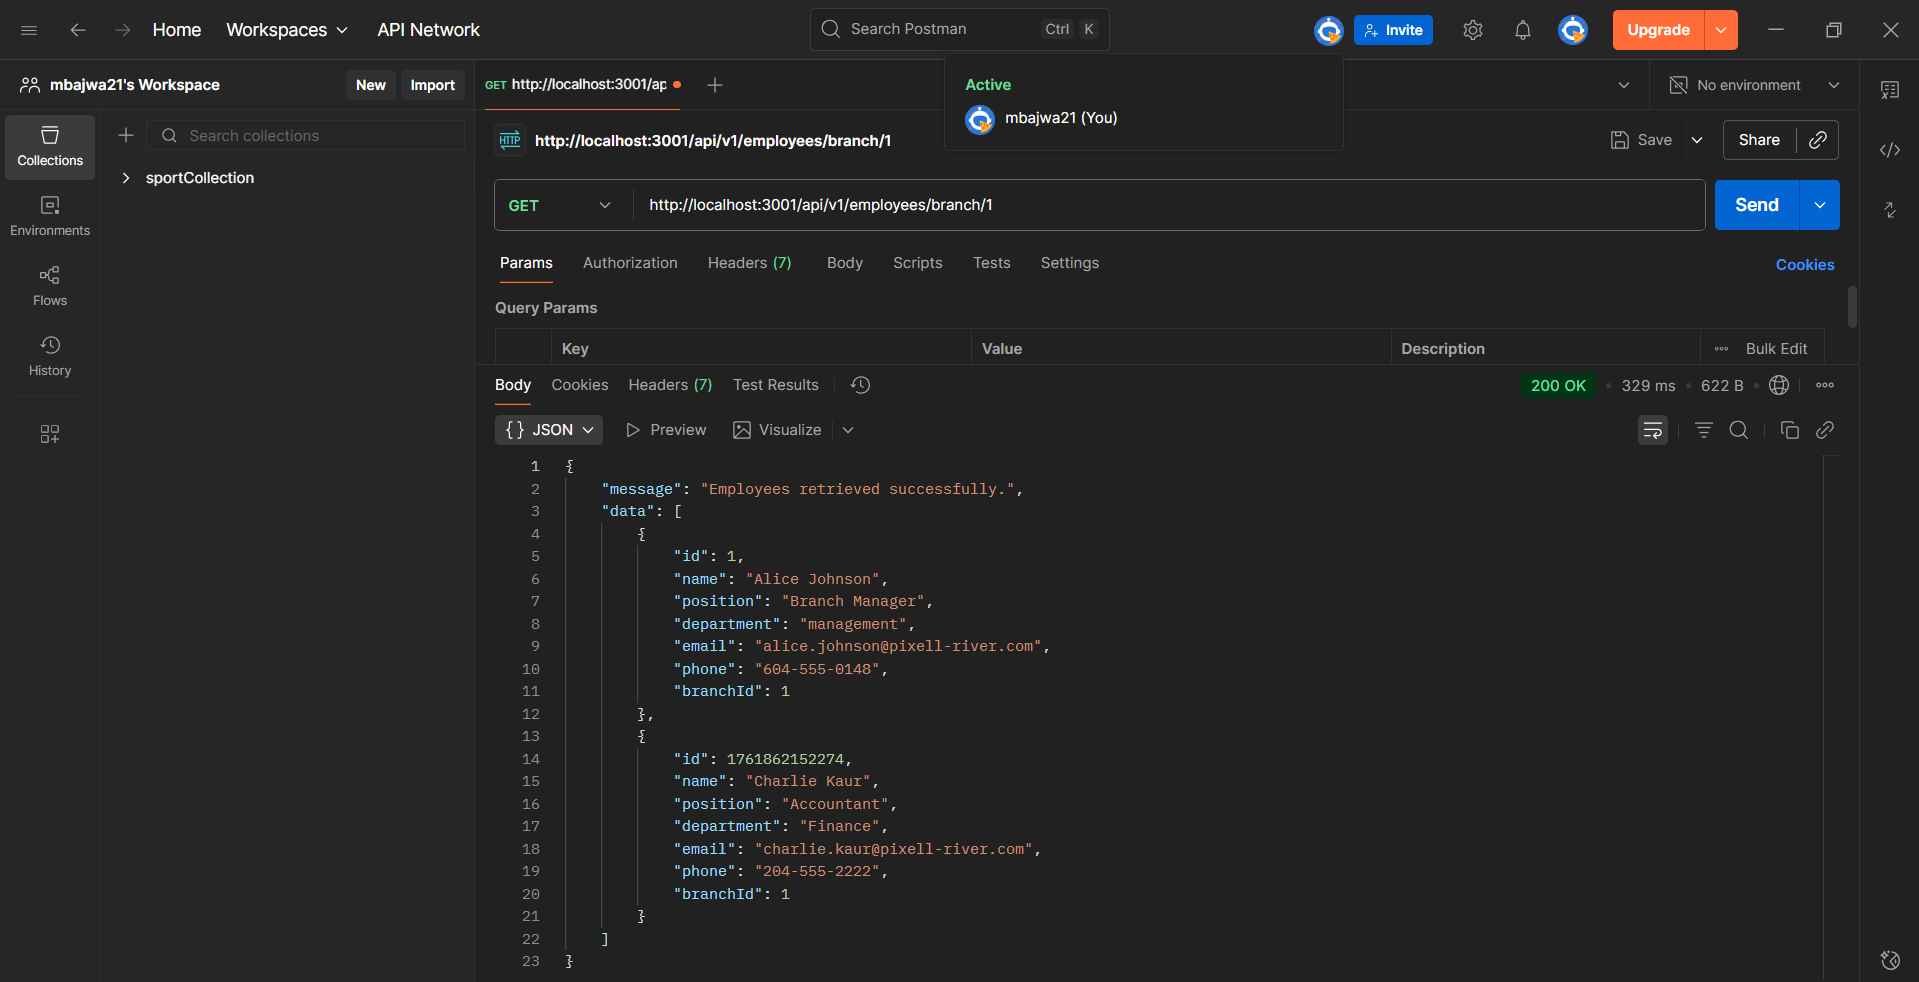 Home Workspaces API Network Search Postman Ctrl K Invite Upgrade
mbajwa21's Workspace New Import GET http://localhost:3001/ap No environment
Active
mbajwa21 (You)
Search collections
HTTP http://localhost:3001/api/v1/employees/branch/1 Save Share
Collections
sportCollection
GET http://localhost:3001/api/v1/employees/branch/1 Send
Environments
Params Authorization Headers (7) Body Scripts Tests Settings Cookies
Flows
Query Params
Key Value Description Bulk Edit
History
Body Cookies Headers (7) Test Results 200 OK 329 ms 622 B
{} JSON Preview Visualize
1 {
2 "message": "Employees retrieved successfully.",
3 "data": [
4 {
5 "id": 1,
6 "name": "Alice Johnson",
7 "position": "Branch Manager",
8 "department": "management",
9 "email": "alice.johnson@pixell-river.com",
10 "phone": "604-555-0148",
11 "branchId": 1
12 },
13 {
14 "id": 1761862152274,
15 "name": "Charlie Kaur",
16 "position": "Accountant",
17 "department": "Finance",
18 "email": "charlie.kaur@pixell-river.com",
19 "phone": "204-555-2222",
20 "branchId": 1
21 }
22 ]
23 }